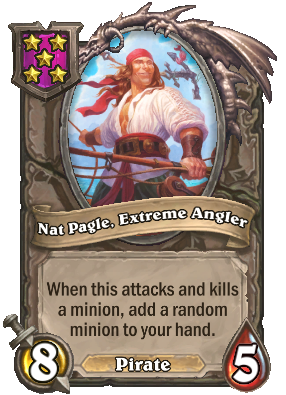 Nat Pagle, Extreme Angler
When this attacks and kills
a minion, add a random
minion to your hand.
8
Pirate
5